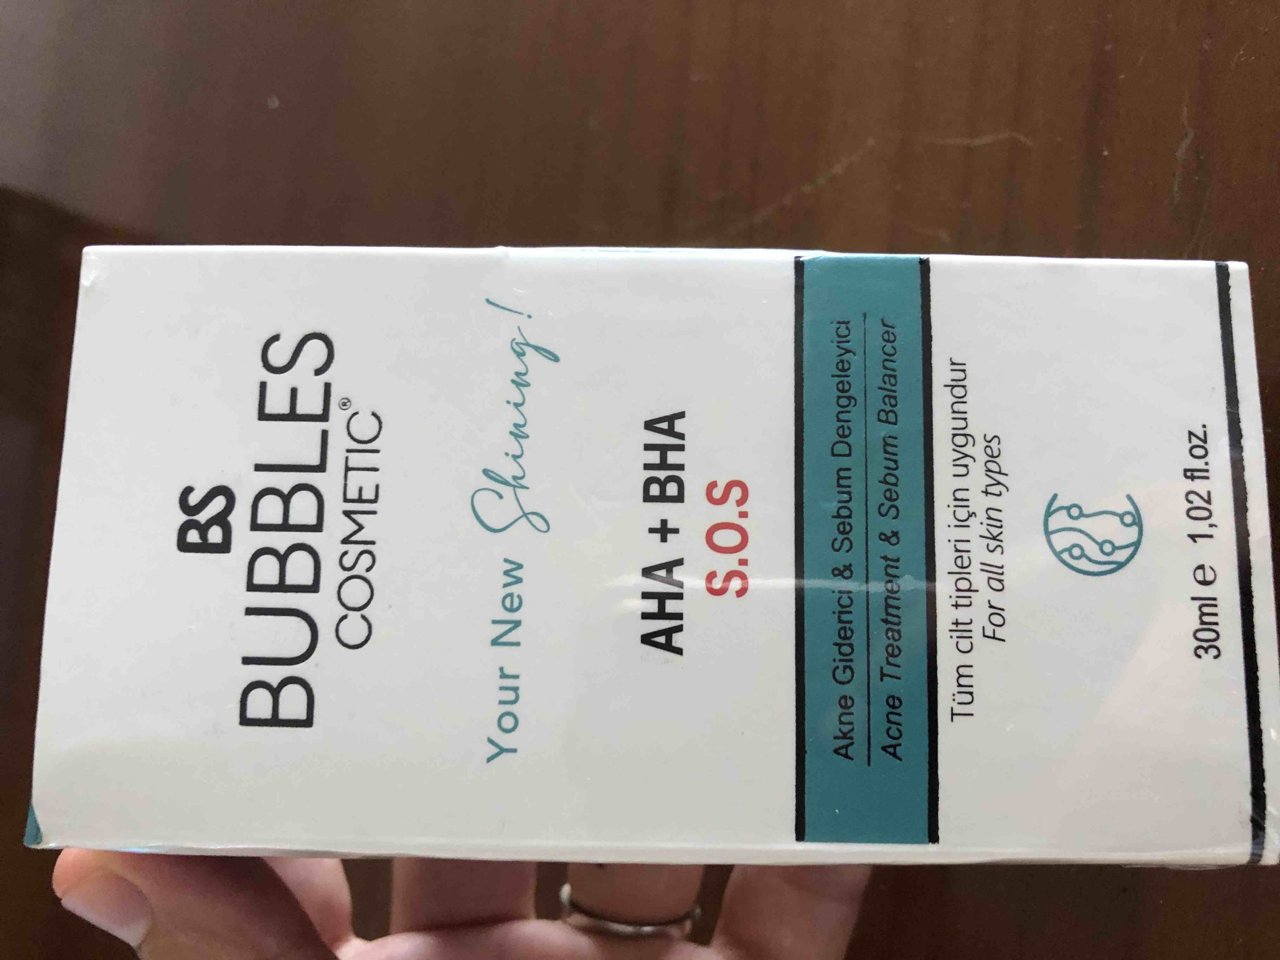 BS
BUBBLES
COSMETIC®
Your New Shining!
AHA + BHA
S.O.S
Akne Giderici & Sebum Dengeleyici
Acne Treatment & Sebum Balancer
Tüm cilt tipleri için uygundur
For all skin types
30ml e 1,02 fl.oz.